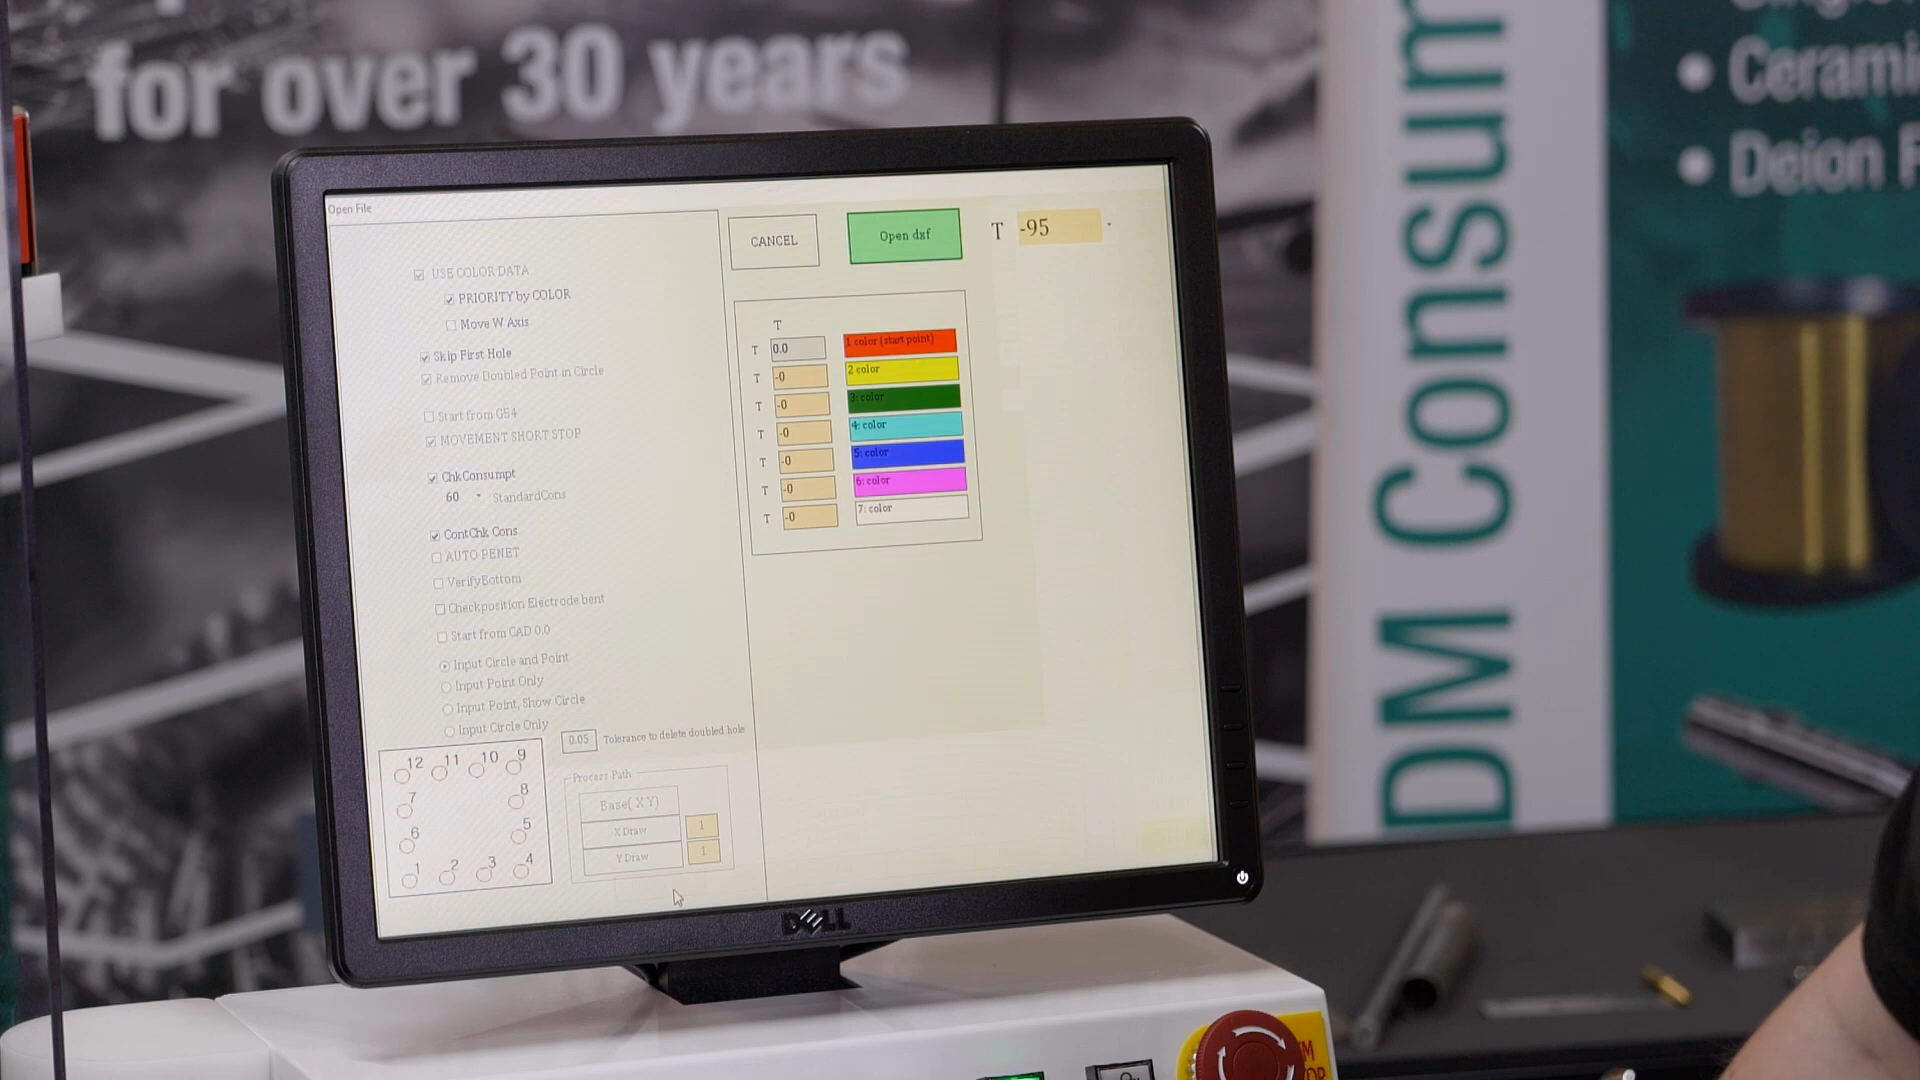 for over 30 years
DM Consum
Cerami
Deion F
Open File
USE COLOR DATA
PRIORITY by COLOR
Move W Axis
Skip First Hole
Remove Doubled Point in Circle
Start from G54
MOVEMENT SHORT STOP
ChkConsumpt
60 StandardCons
ContChk Cons
AUTO PENET
VerifyBottom
Checkposition Electrode bent
Start from CAD 0.0
Input Circle and Point
Input Point Only
Input Point, Show Circle
Input Circle Only
12 11 10 9
7 8
6 5
1 2 3 4
0.05 Tolerance to delete doubled hole
Process Path
Base( X Y)
X Draw 1
Y Draw 1
CANCEL
Open dxf
T -95
T
T 0.0 1 color (start point)
T -0 2 color
T -0 3: color
T -0 4: color
T -0 5: color
T -0 6: color
T -0 7: color
DELL